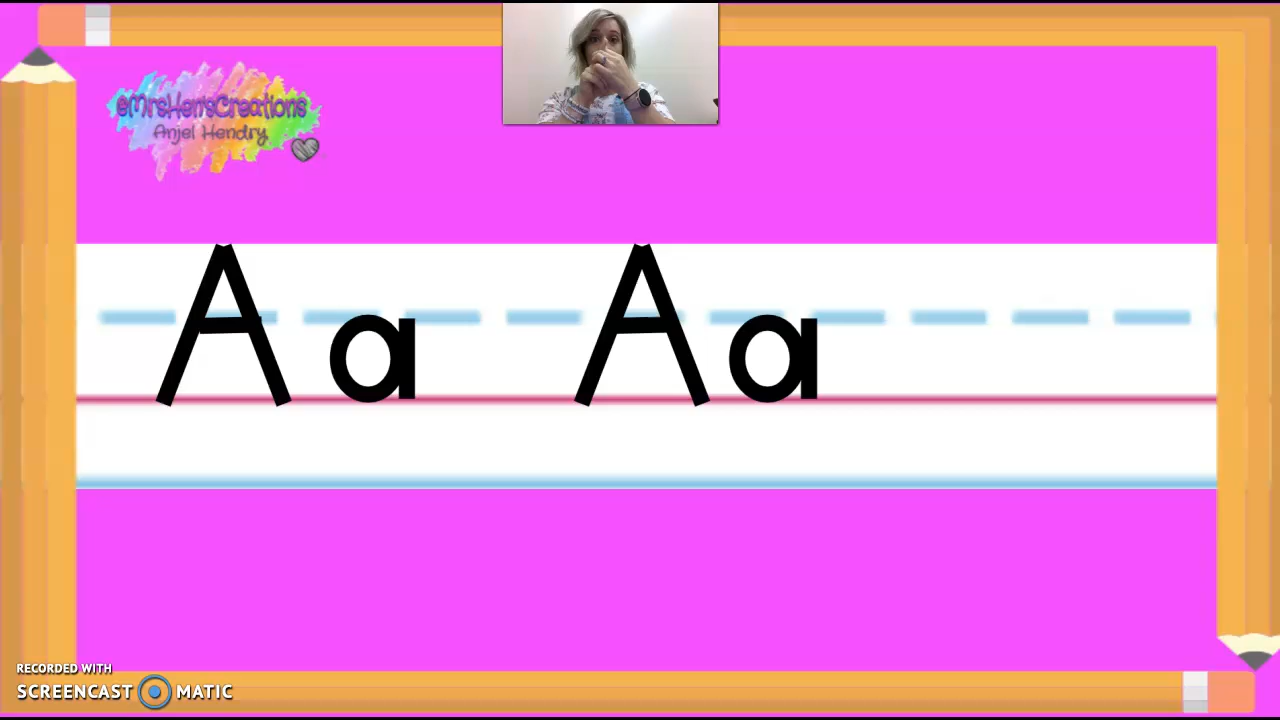 @MrsHen'sCreations
Anjel Hendry
Aa Aa
RECORDED WITH
SCREENCAST MATIC